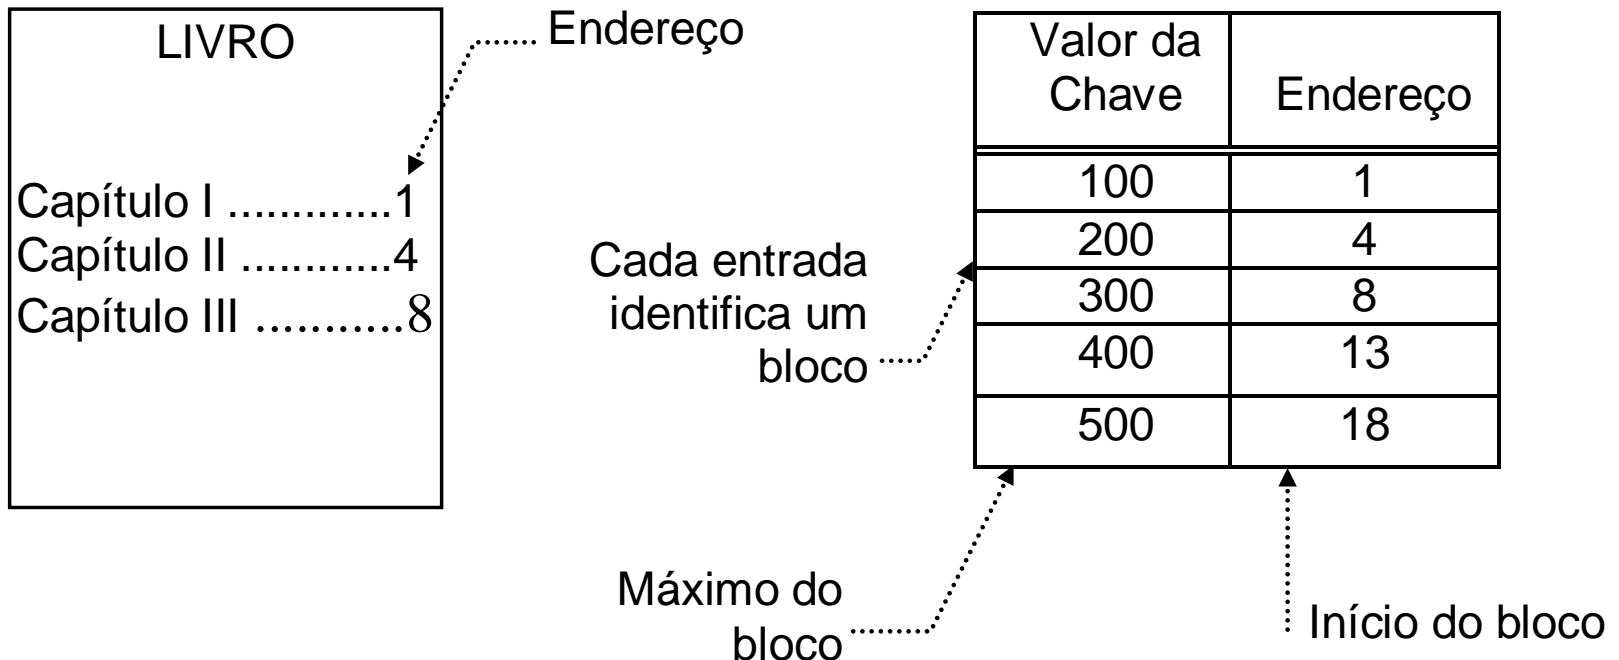 LIVRO
Endereço
Capítulo I .............1
Capítulo II ............4
Capítulo III ...........8
Cada entrada
identifica um
bloco
Valor da
Chave
Endereço
100 1
200 4
300 8
400 13
500 18
Máximo do
bloco
Início do bloco